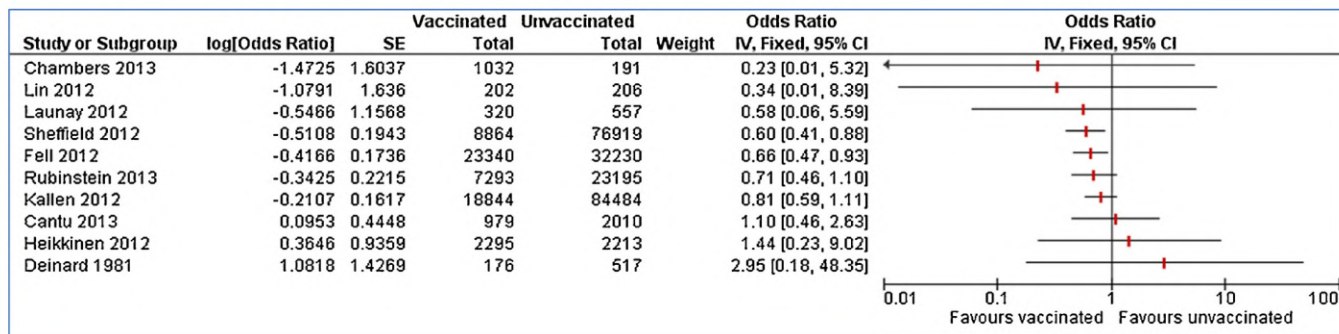 Vaccinated Unvaccinated Odds Ratio Odds Ratio
Study or Subgroup log[Odds Ratio] SE Total Total Weight IV, Fixed, 95% CI IV, Fixed, 95% CI
Chambers 2013 -1.4725 1.6037 1032 191 0.23 [0.01, 5.32]
Lin 2012 -1.0791 1.636 202 206 0.34 [0.01, 8.39]
Launay 2012 -0.5466 1.1568 320 557 0.58 [0.06, 5.59]
Sheffield 2012 -0.5108 0.1943 8864 76919 0.60 [0.41, 0.88]
Fell 2012 -0.4166 0.1736 23340 32230 0.66 [0.47, 0.93]
Rubinstein 2013 -0.3425 0.2215 7293 23195 0.71 [0.46, 1.10]
Kallen 2012 -0.2107 0.1617 18844 84484 0.81 [0.59, 1.11]
Cantu 2013 0.0953 0.4448 979 2010 1.10 [0.46, 2.63]
Heikkinen 2012 0.3646 0.9359 2295 2213 1.44 [0.23, 9.02]
Deinard 1981 1.0818 1.4269 176 517 2.95 [0.18, 48.35]
0.01 0.1 1 10 100
Favours vaccinated Favours unvaccinated